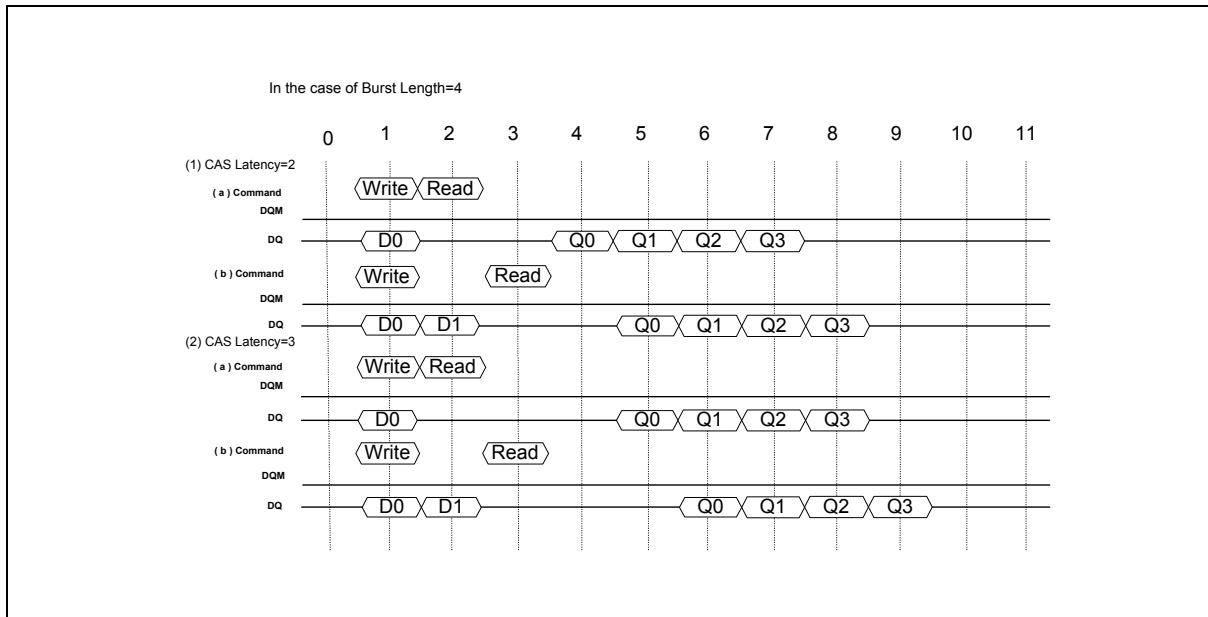 In the case of Burst Length=4
0 1 2 3 4 5 6 7 8 9 10 11
(1) CAS Latency=2
( a ) Command Write Read
DQM
DQ D0 Q0 Q1 Q2 Q3
( b ) Command Write Read
DQM
DQ D0 D1 Q0 Q1 Q2 Q3
(2) CAS Latency=3
( a ) Command Write Read
DQM
DQ D0 Q0 Q1 Q2 Q3
( b ) Command Write Read
DQM
DQ D0 D1 Q0 Q1 Q2 Q3